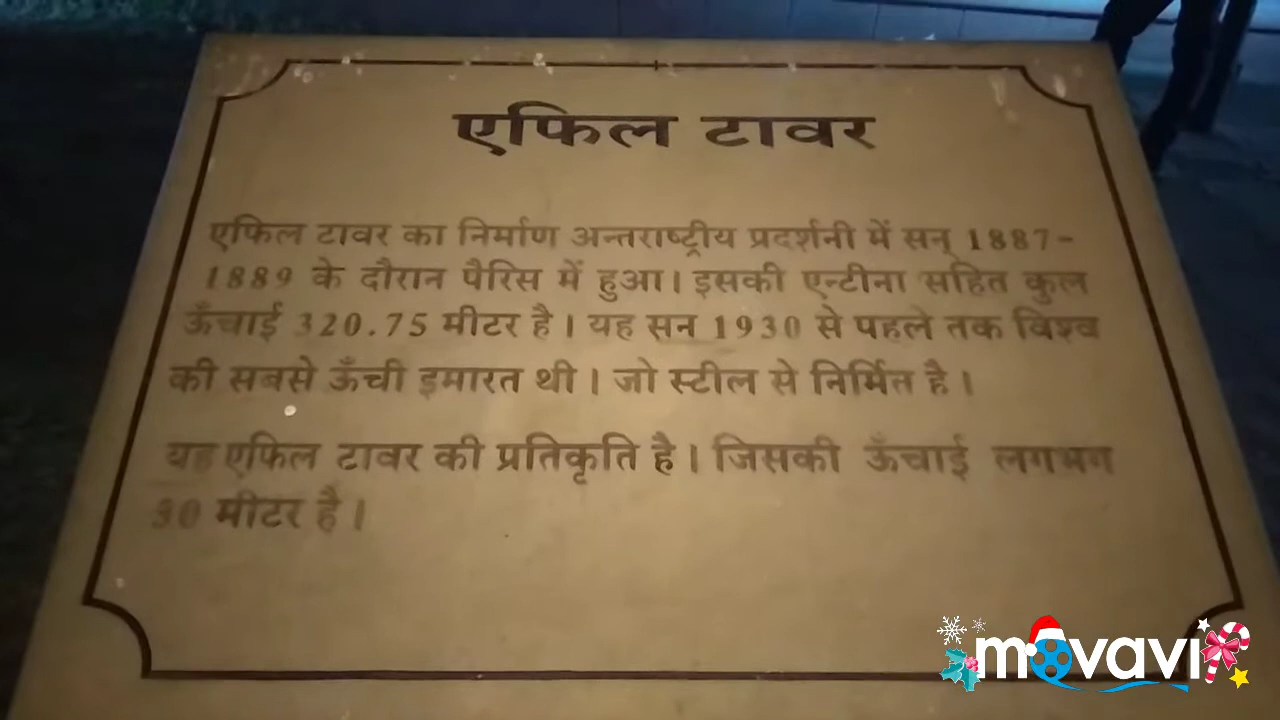 एफिल टावर
एफिल टावर का निर्माण अन्तराष्ट्रीय प्रदर्शनी में सन् 1887-
1889 के दौरान पैरिस में हुआ। इसकी एन्टीना सहित कुल
ऊँचाई 320.75 मीटर है। यह सन 1930 से पहले तक विश्व
की सबसे ऊँची इमारत थी। जो स्टील से निर्मित है।
यह एफिल टावर की प्रतिकृति है। जिसकी ऊँचाई लगभग
मीटर है।
movavi